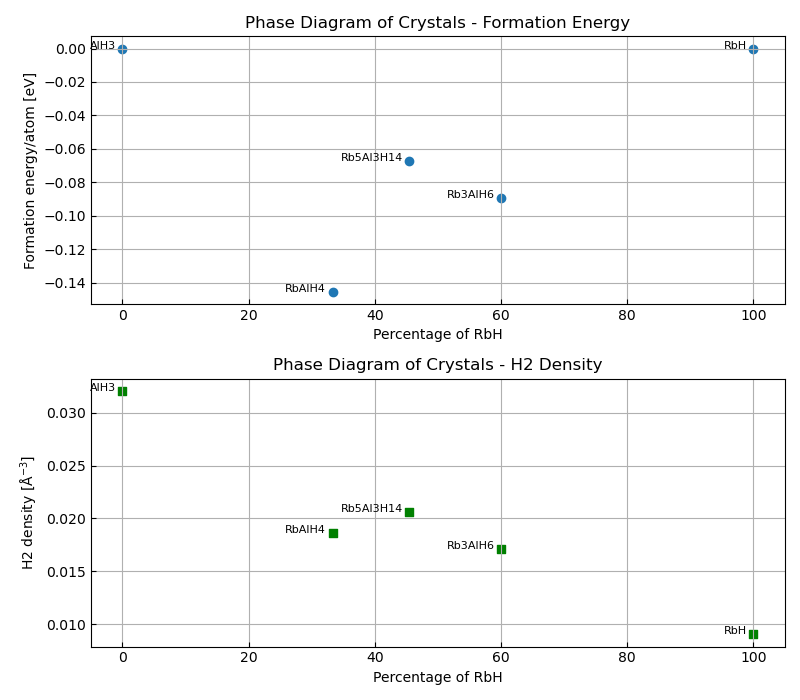 Phase Diagram of Crystals - Formation Energy
Formation energy/atom [eV]
0.00
−0.02
−0.04
−0.06
−0.08
−0.10
−0.12
−0.14
AlH3
RbH
Rb5Al3H14
Rb3AlH6
RbAlH4
0 20 40 60 80 100
Percentage of RbH
Phase Diagram of Crystals - H2 Density
H2 density [Å⁻³]
0.030
0.025
0.020
0.015
0.010
AlH3
Rb5Al3H14
RbAlH4
Rb3AlH6
RbH
0 20 40 60 80 100
Percentage of RbH